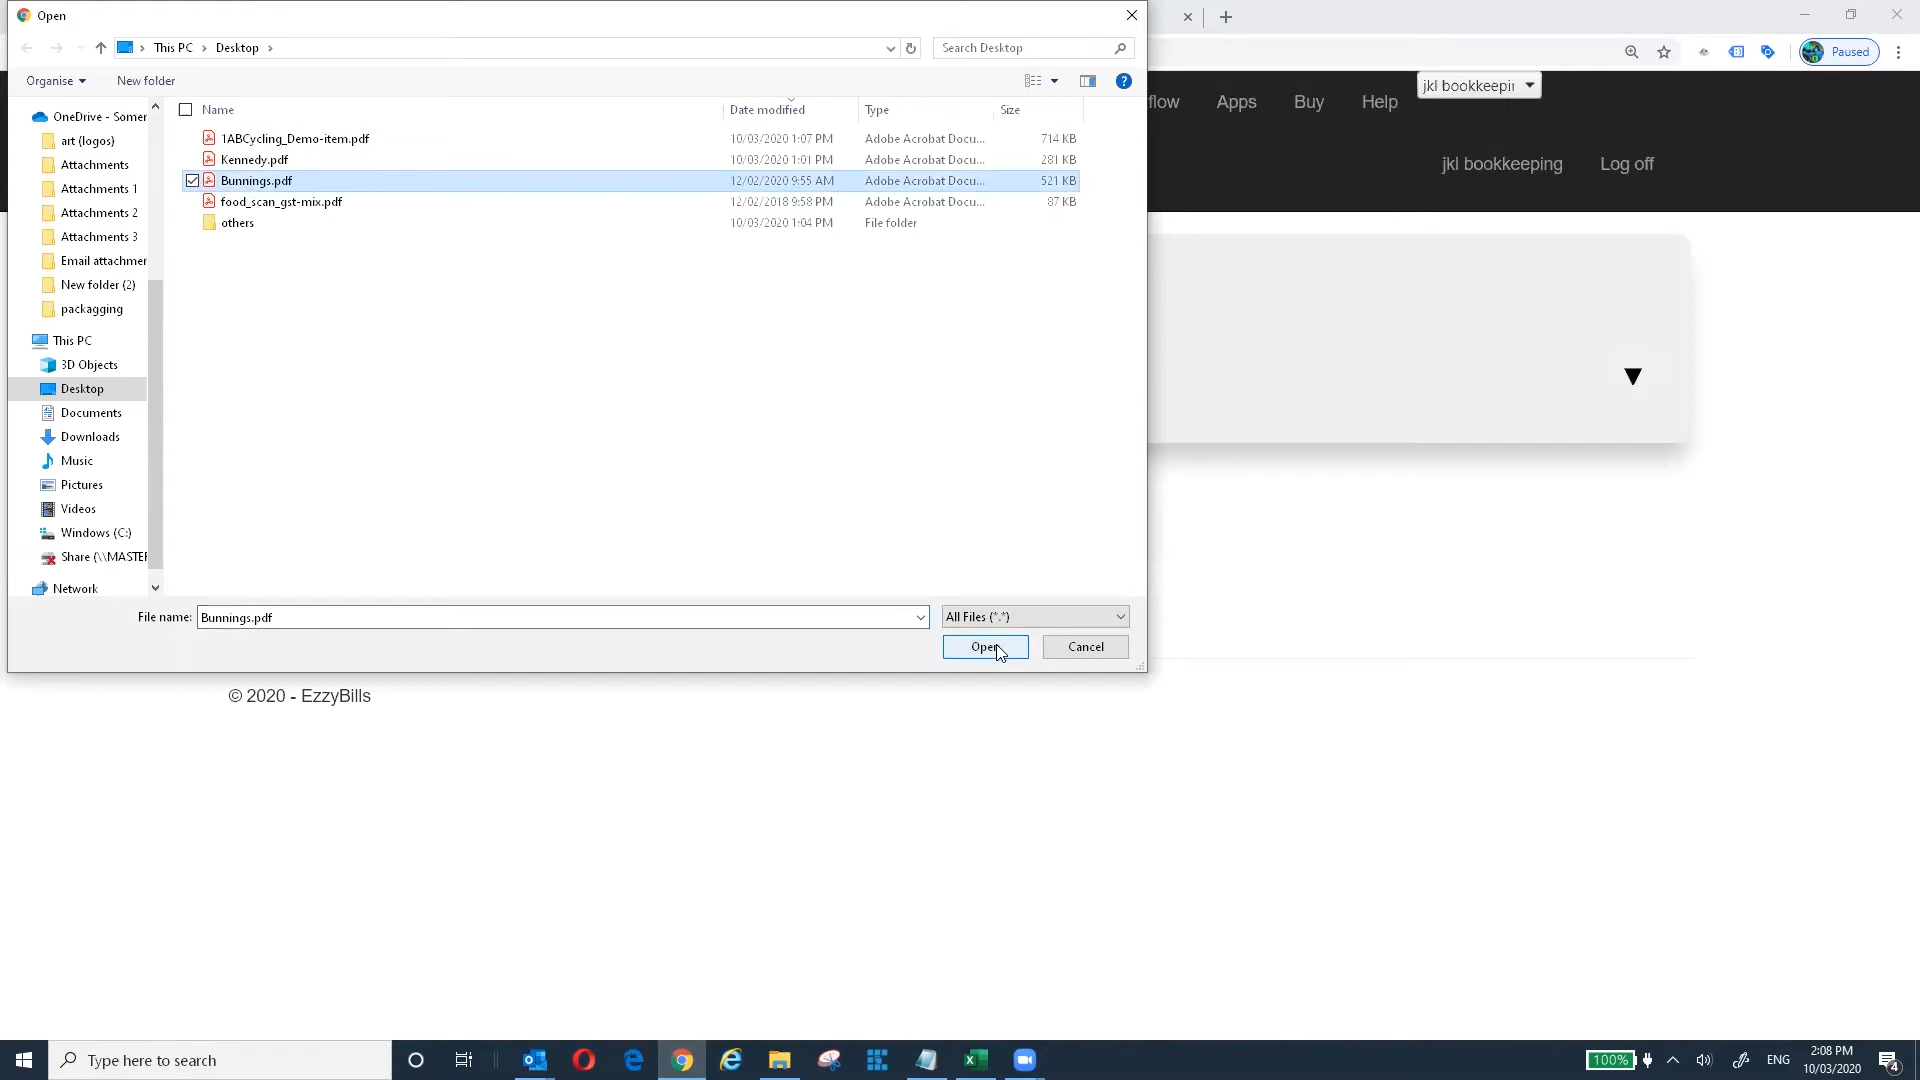 Open
This PC
Desktop
Search Desktop
Paused
Organise
New folder
flow
Apps
Buy
Help
jkl bookkeepir
jkl bookkeeping
Log off
Name
Date modified
Type
Size
1ABCycling_Demo-item.pdf 10/03/2020 1:07 PM Adobe Acrobat Docu... 714 KB
Kennedy.pdf 10/03/2020 1:01 PM Adobe Acrobat Docu... 281 KB
Bunnings.pdf 12/02/2020 9:55 AM Adobe Acrobat Docu... 521 KB
food_scan_gst-mix.pdf 12/02/2018 9:58 PM Adobe Acrobat Docu... 87 KB
others 10/03/2020 1:04 PM File folder
OneDrive - Somer
art (logos)
Attachments
Attachments 1
Attachments 2
Attachments 3
Email attachmer
New folder (2)
packagging
This PC
3D Objects
Desktop
Documents
Downloads
Music
Pictures
Videos
Windows (C:)
Share (\\MASTER
Network
File name:
Bunnings.pdf
All Files (*.*)
Open
Cancel
© 2020 - EzzyBills
Type here to search
100%
ENG
2:08 PM
10/03/2020
4